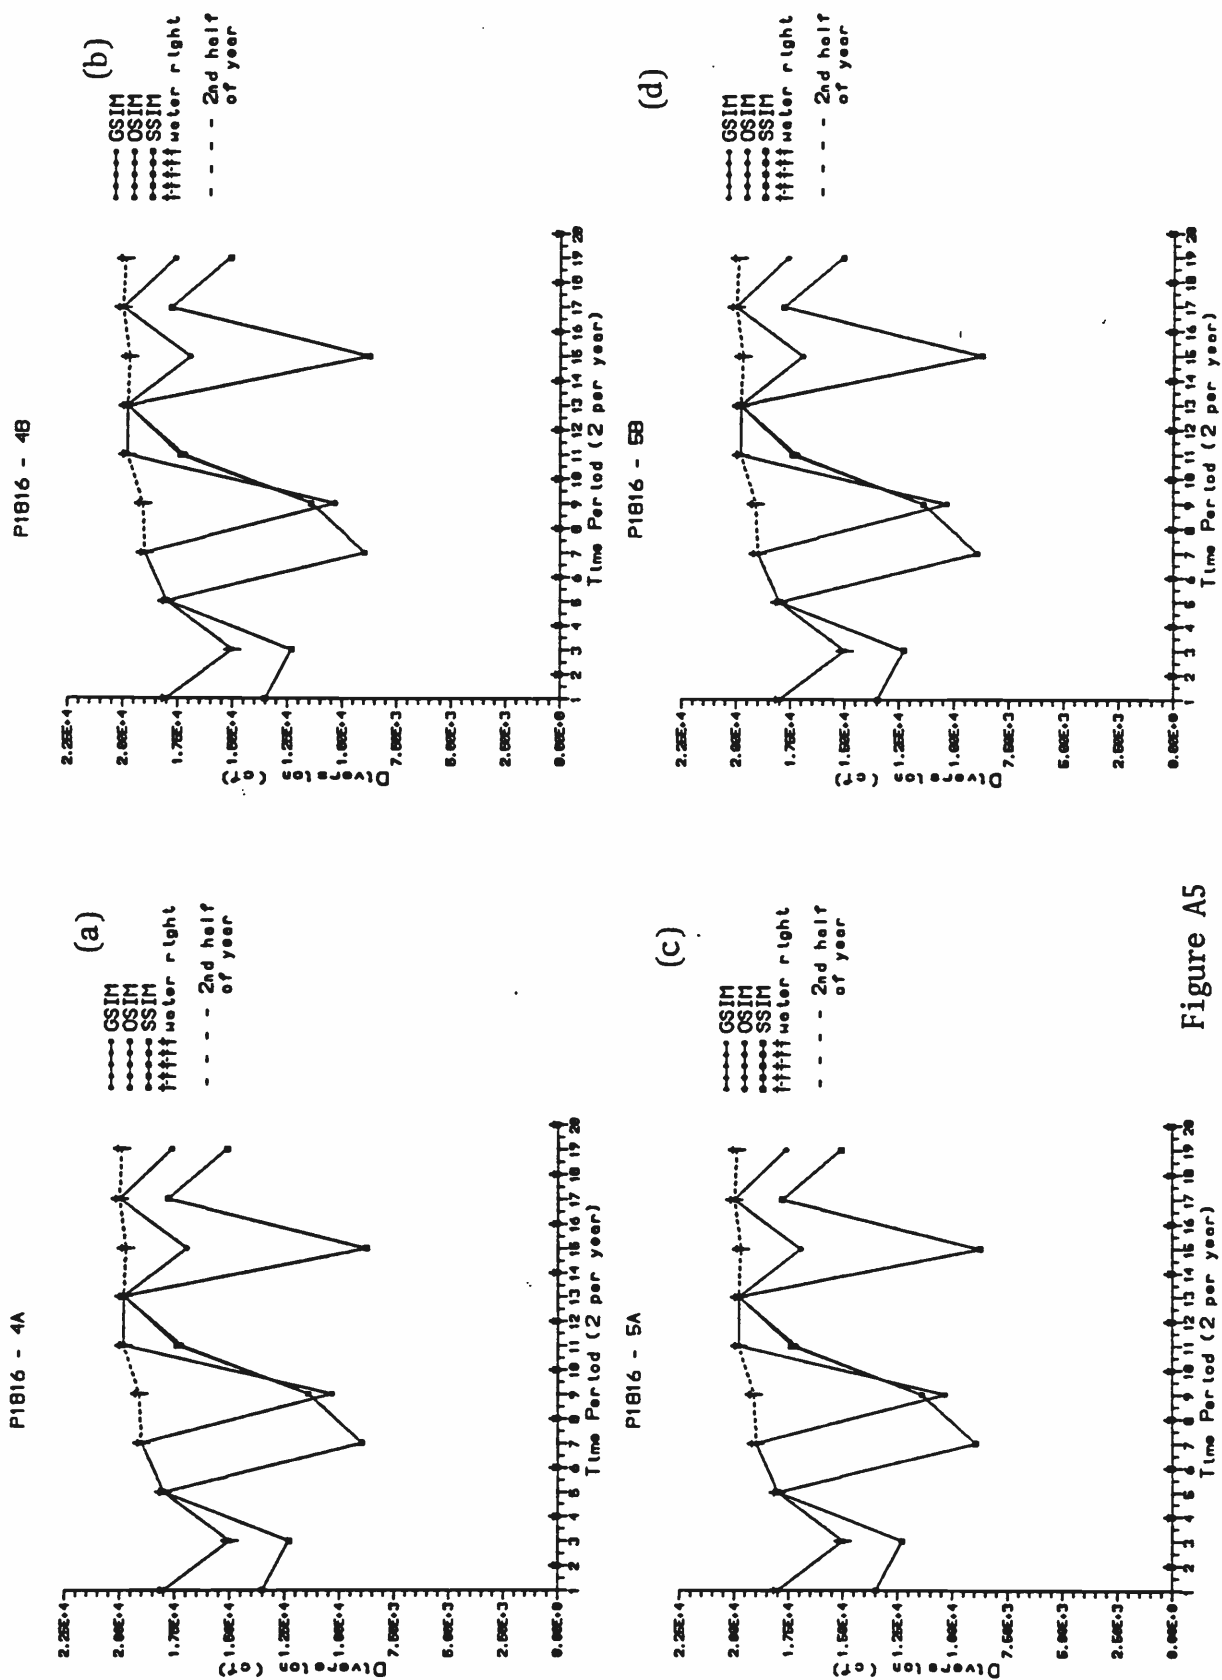 P1816 - 4A
(a)
GSIM
OSIM
SSIM
water right
2nd half
of year
2.25E+4
2.00E+4
1.75E+4
1.50E+4
1.25E+4
1.00E+4
7.50E+3
5.00E+3
2.50E+3
0.00E+0
Diversion (cf)
1 2 3 4 5 6 7 8 9 10 11 12 13 14 15 16 17 18 19 20
Time Period (2 per year)
P1816 - 4B
(b)
GSIM
OSIM
SSIM
water right
2nd half
of year
2.25E+4
2.00E+4
1.75E+4
1.50E+4
1.25E+4
1.00E+4
7.50E+3
5.00E+3
2.50E+3
0.00E+0
Diversion (cf)
1 2 3 4 5 6 7 8 9 10 11 12 13 14 15 16 17 18 19 20
Time Period (2 per year)
P1816 - 5A
(c)
GSIM
OSIM
SSIM
water right
2nd half
of year
2.25E+4
2.00E+4
1.75E+4
1.50E+4
1.25E+4
1.00E+4
7.50E+3
5.00E+3
2.50E+3
0.00E+0
Diversion (cf)
1 2 3 4 5 6 7 8 9 10 11 12 13 14 15 16 17 18 19 20
Time Period (2 per year)
P1816 - 5B
(d)
GSIM
OSIM
SSIM
water right
2nd half
of year
2.25E+4
2.00E+4
1.75E+4
1.50E+4
1.25E+4
1.00E+4
7.50E+3
5.00E+3
2.50E+3
0.00E+0
Diversion (cf)
1 2 3 4 5 6 7 8 9 10 11 12 13 14 15 16 17 18 19 20
Time Period (2 per year)
Figure A5